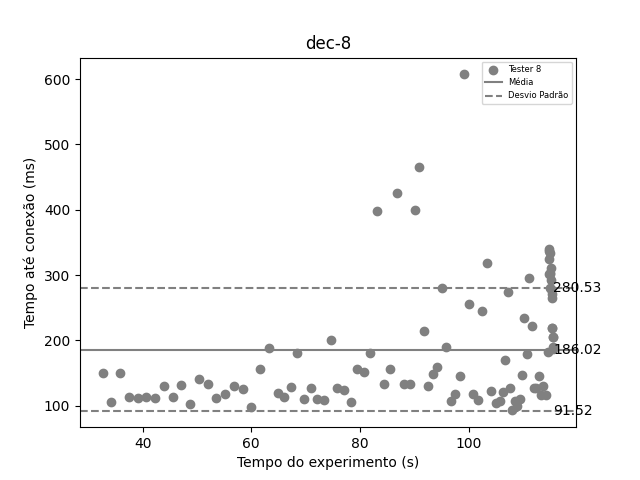 dec-8
Tester 8
Média
Desvio Padrão
600
500
400
300
200
100
280.53
186.02
91.52
40
60
80
100
Tempo do experimento (s)
Tempo até conexão (ms)